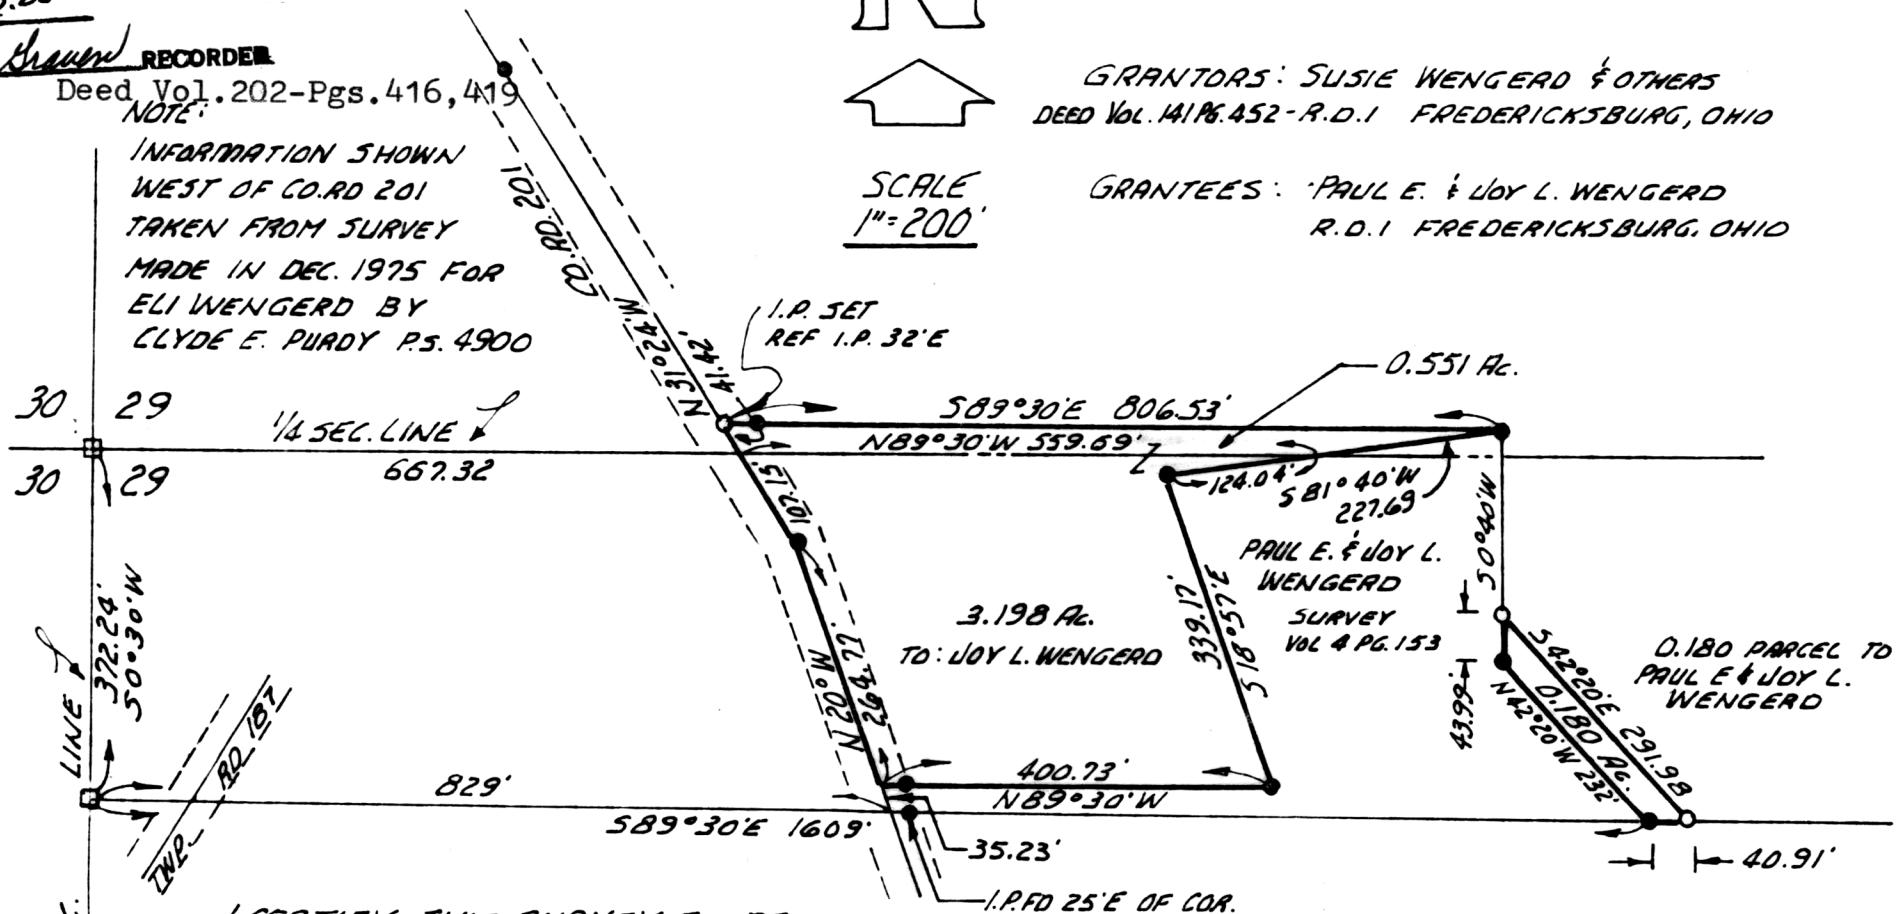 RECORDER
Deed Vol.202-Pgs.416,419
NOTE:
INFORMATION SHOWN
WEST OF CO.RD 201
TAKEN FROM SURVEY
MADE IN DEC. 1975 FOR
ELI WENGERD BY
CLYDE E. PURDY P.S. 4900
N
SCALE
1"=200'
GRANTORS: SUSIE WENGERD & OTHERS
DEED VOL. 141 PG. 452 - R.D.1 FREDERICKSBURG, OHIO
GRANTEES: PAUL E. & JOY L. WENGERD
R.D.1 FREDERICKSBURG, OHIO
CO.RD. 201
N 31°24'W
41.42'
I.P. SET
REF I.P. 32'E
0.551 Ac.
30 29
1/4 SEC. LINE
S89°30'E 806.53'
N89°30'W 559.69'
30 29
667.32
107.15'
124.04'
S 81°40'W
227.69
S0°40'W
PAUL E. & JOY L.
WENGERD
SURVEY
VOL 4 PG. 153
LINE
372.24'
S0°30'W
3.198 Ac.
TO: JOY L. WENGERD
339.17'
S18°57'E
N 20°W
264.77'
43.99'
S42°20'E 291.98
0.180 Ac.
N42°20'W 232'
0.180 PARCEL TO
PAUL E & JOY L.
WENGERD
TWP. RD 187
829'
400.73'
N89°30'W
S89°30'E 1609'
35.23'
40.91'
I.P.FD 25'E OF COR.